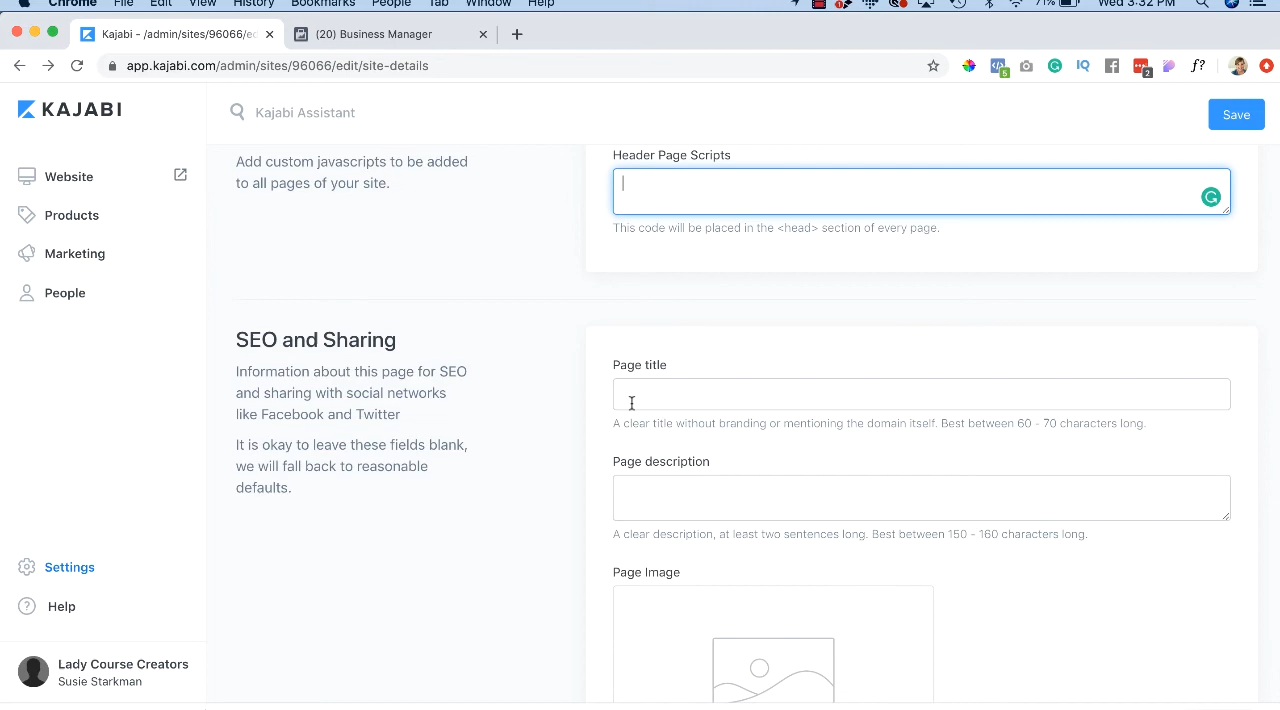 Chrome File Edit View History Bookmarks People Tab Window Help 71% Wed 3:32 PM
Kajabi - /admin/sites/96066/ec
(20) Business Manager
app.kajabi.com/admin/sites/96066/edit/site-details
5
IQ
2
f?
KAJABI
Kajabi Assistant
Save
Website
Products
Marketing
People
Settings
Help
Lady Course Creators
Susie Starkman
Add custom javascripts to be added
to all pages of your site.
Header Page Scripts
This code will be placed in the <head> section of every page.
SEO and Sharing
Information about this page for SEO
and sharing with social networks
like Facebook and Twitter
It is okay to leave these fields blank,
we will fall back to reasonable
defaults.
Page title
A clear title without branding or mentioning the domain itself. Best between 60 - 70 characters long.
Page description
A clear description, at least two sentences long. Best between 150 - 160 characters long.
Page Image